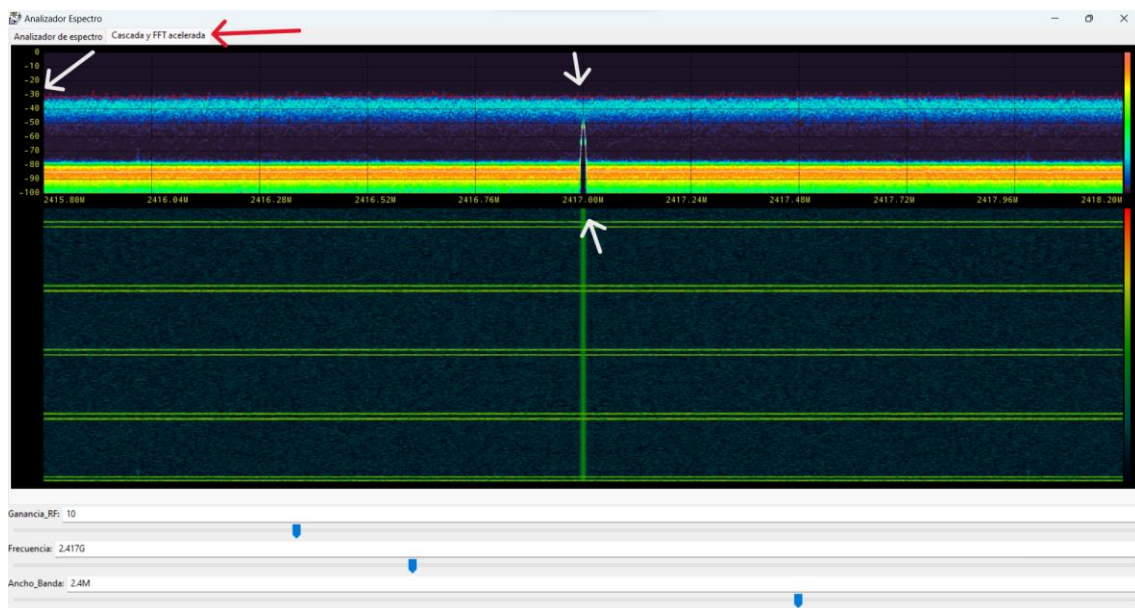 Analizador Espectro
Analizador de espectro Cascada y FFT acelerada
0
-10
-20
-30
-40
-50
-60
-70
-80
-90
-100
2415.80M 2416.04M 2416.28M 2416.52M 2416.76M 2417.00M 2417.24M 2417.48M 2417.72M 2417.96M 2418.20M
Ganancia_RF: 10
Frecuencia: 2.417G
Ancho_Banda: 2.4M